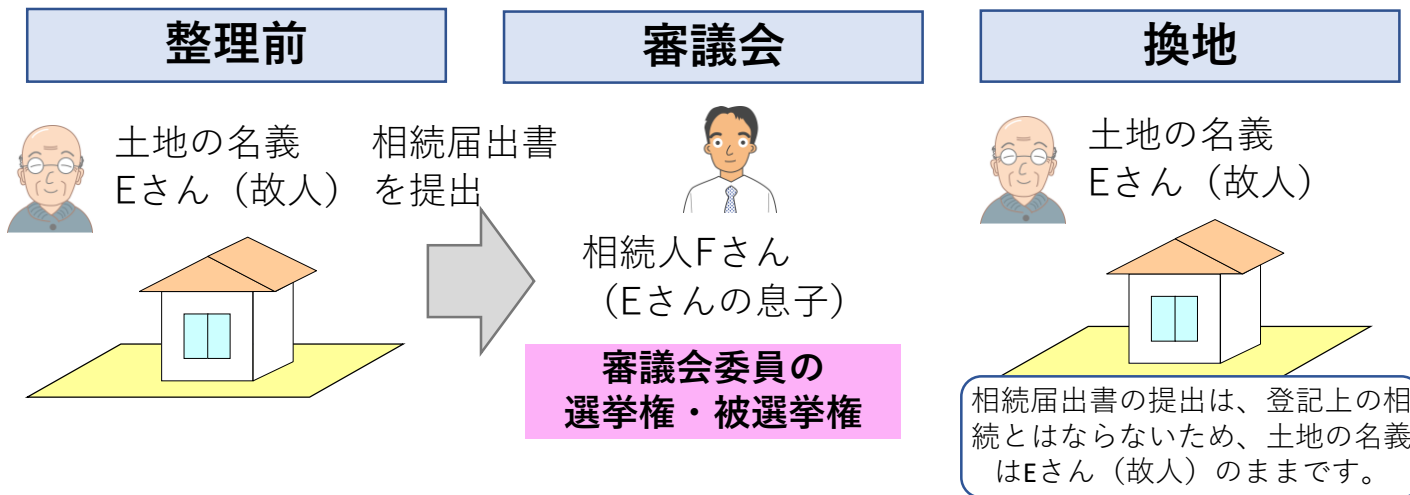 整理前
土地の名義
Eさん（故人）
相続届出書
を提出
審議会
相続人Fさん
（Eさんの息子）
審議会委員の
選挙権・被選挙権
換地
土地の名義
Eさん（故人）
相続届出書の提出は、登記上の相
続とはならないため、土地の名義
はEさん（故人）のままです。